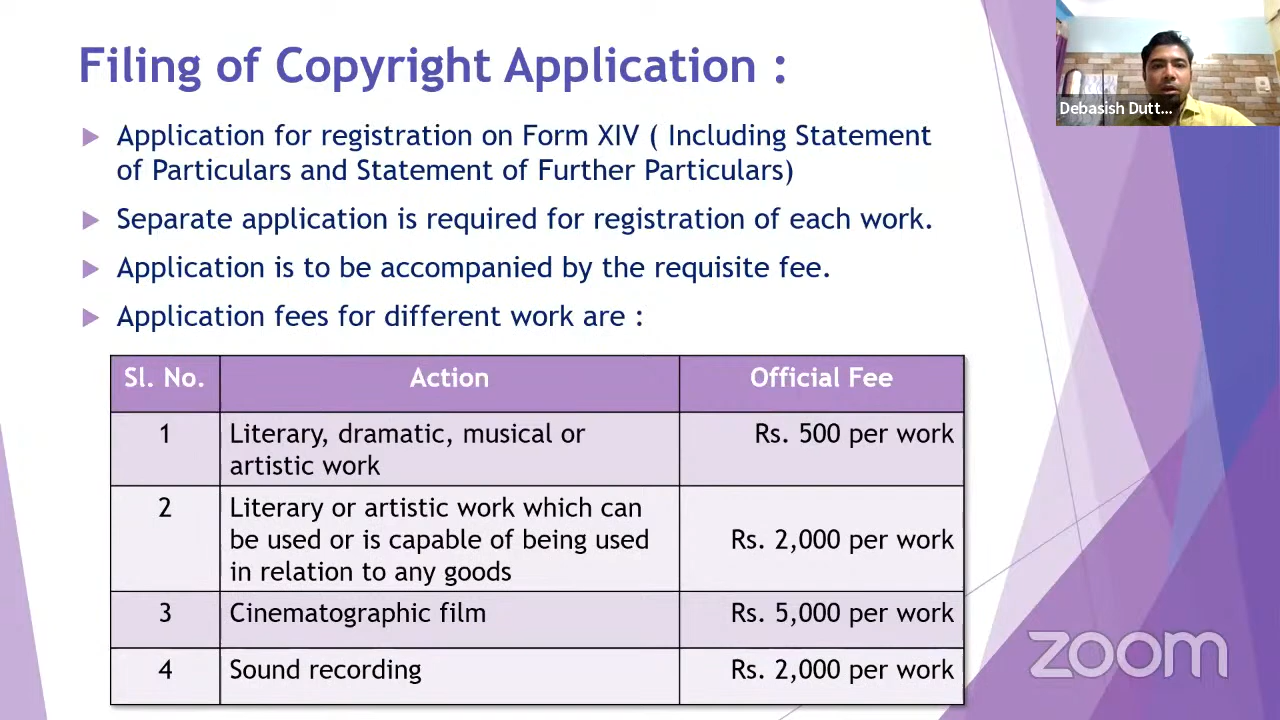 Filing of Copyright Application :
Debasish Dutt...
Application for registration on Form XIV ( Including Statement
of Particulars and Statement of Further Particulars)
Separate application is required for registration of each work.
Application is to be accompanied by the requisite fee.
Application fees for different work are :
Sl. No. Action Official Fee
1 Literary, dramatic, musical or Rs. 500 per work
artistic work
2 Literary or artistic work which can
be used or is capable of being used Rs. 2,000 per work
in relation to any goods
3 Cinematographic film Rs. 5,000 per work
4 Sound recording Rs. 2,000 per work
zoom